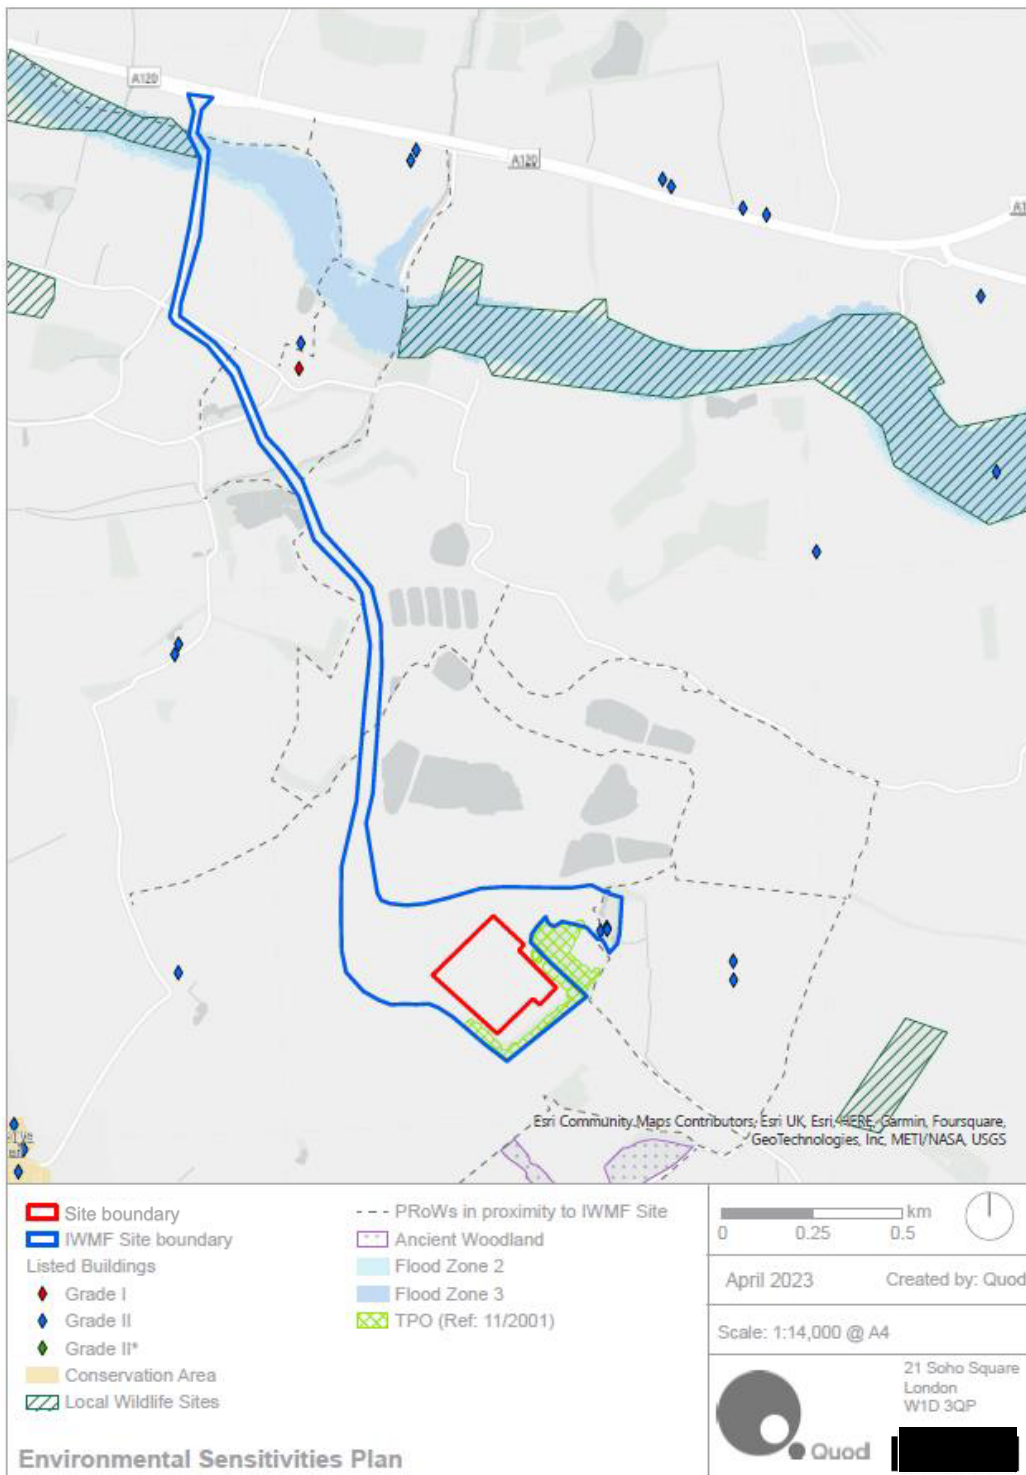 A120
A120
A1
Esri Community Maps Contributors, Esri UK, Esri, HERE, Garmin, Foursquare,
GeoTechnologies, Inc, METI/NASA, USGS
Site boundary
IWMF Site boundary
Listed Buildings
Grade I
Grade II
Grade II*
Conservation Area
Local Wildlife Sites
PRoWs in proximity to IWMF Site
Ancient Woodland
Flood Zone 2
Flood Zone 3
TPO (Ref: 11/2001)
km
0 0.25 0.5
April 2023 Created by: Quod
Scale: 1:14,000 @ A4
21 Soho Square
London
W1D 3QP
Quod
Environmental Sensitivities Plan